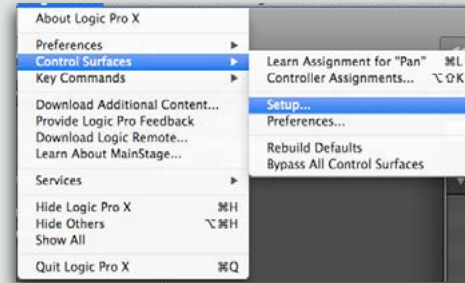 About Logic Pro X
Preferences
Control Surfaces
Key Commands
Download Additional Content...
Provide Logic Pro Feedback
Download Logic Remote...
Learn About MainStage...
Services
Hide Logic Pro X ⌘H
Hide Others ⌥⌘H
Show All
Quit Logic Pro X ⌘Q
Learn Assignment for "Pan" ⌘L
Controller Assignments... ⌥⇧K
Setup...
Preferences...
Rebuild Defaults
Bypass All Control Surfaces